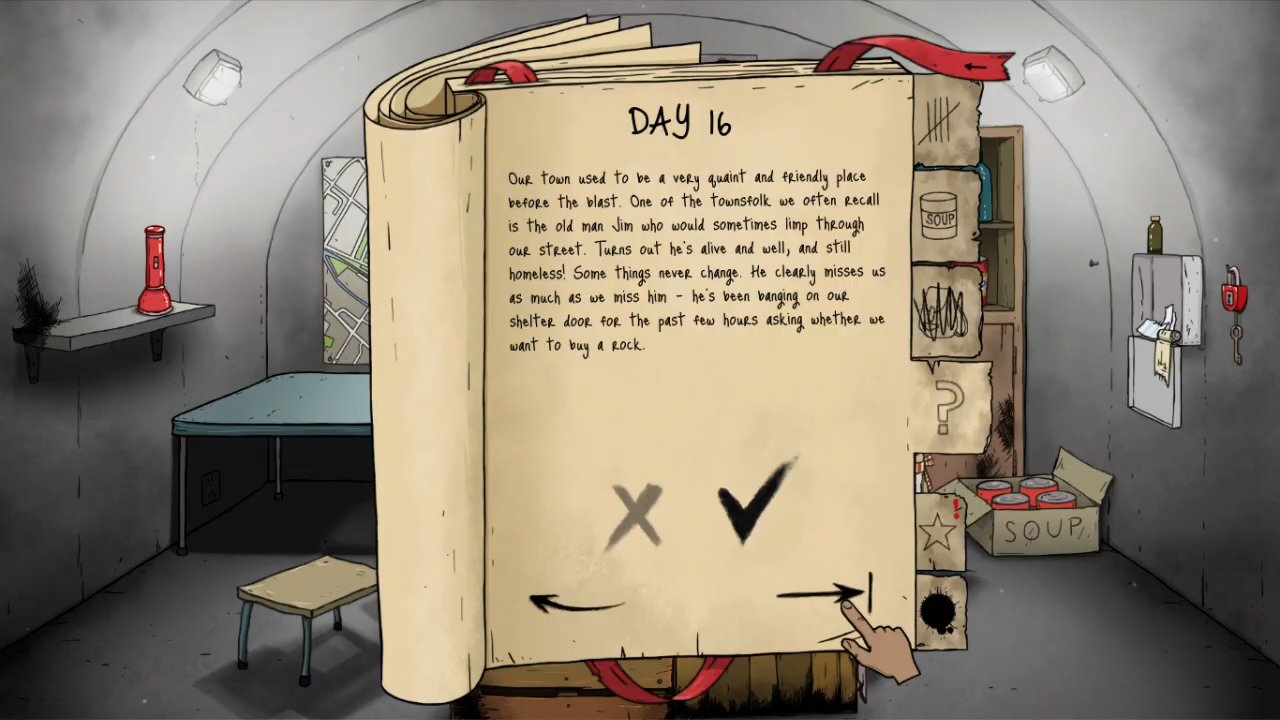 DAY 16
Our town used to be a very quaint and friendly place
before the blast. One of the townsfolk we often recall
is the old man Jim who would sometimes limp through
our street. Turns out he's alive and well, and still
homeless! Some things never change. He clearly misses us
as much as we miss him - he's been banging on our
shelter door for the past few hours asking whether we
want to buy a rock.
SOUP
?
!
SOUP